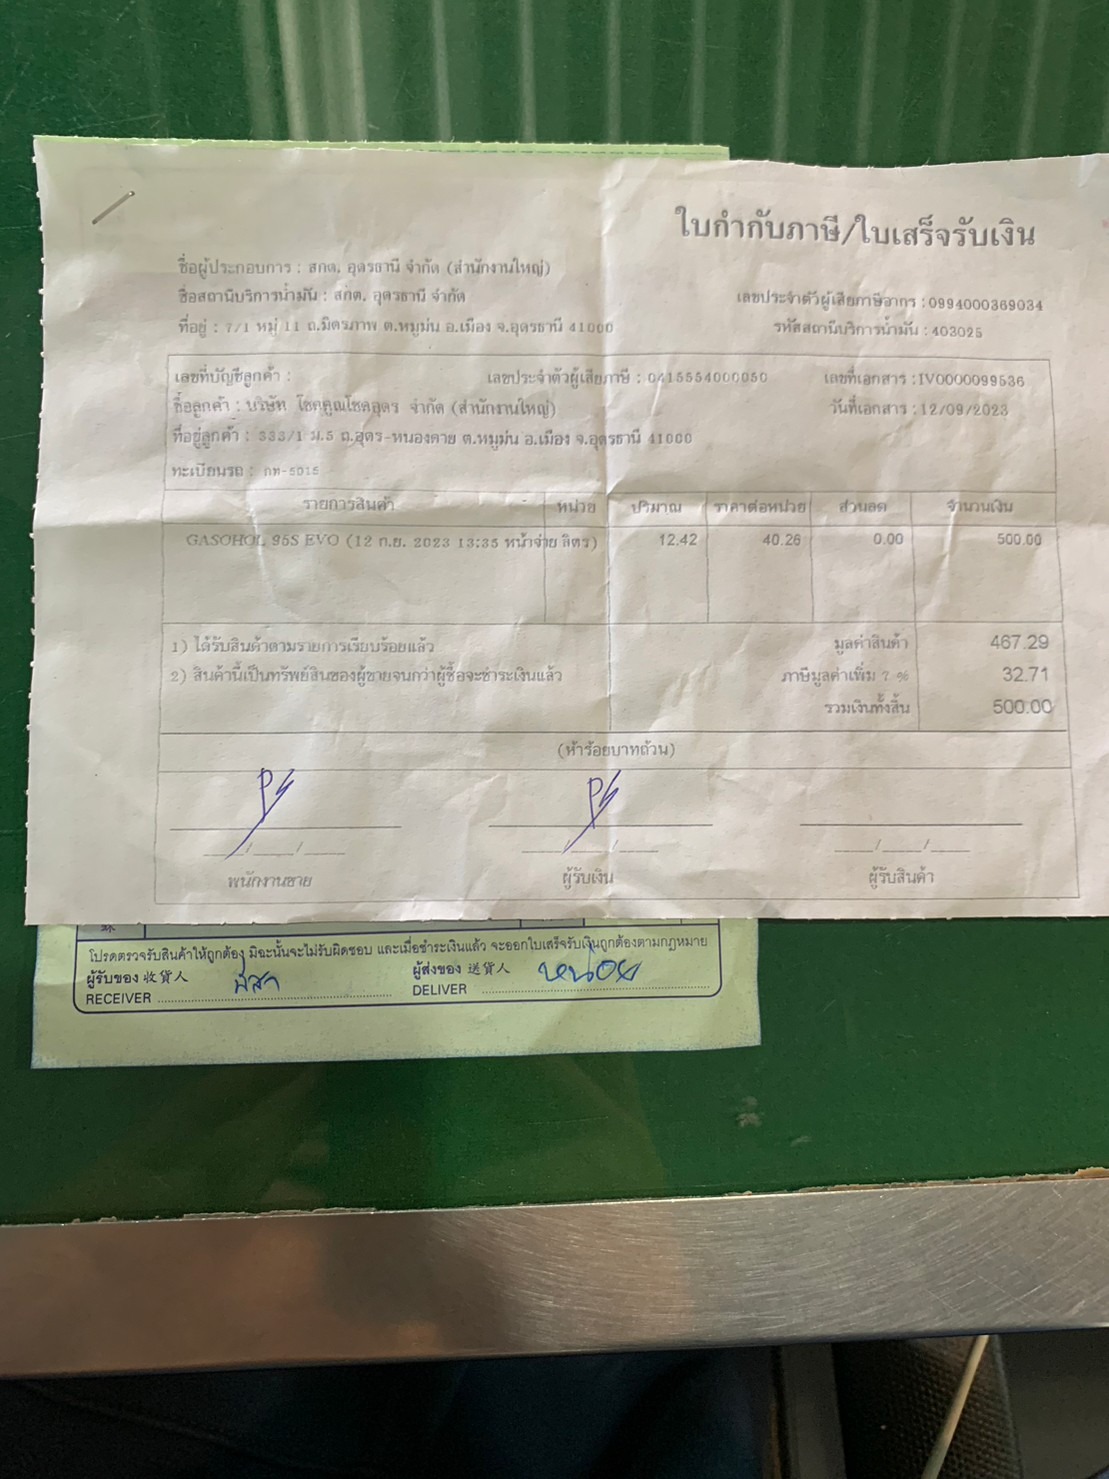 ใบกำกับภาษี/ใบเสร็จรับเงิน
ชื่อผู้ประกอบการ : สกต. อุดรธานี จำกัด (สำนักงานใหญ่)
ชื่อสถานีบริการน้ำมัน : สกต. อุดรธานี จำกัด
เลขประจำตัวผู้เสียภาษีอากร : 0994000369034
ที่อยู่ : 7/1 หมู่ 11 ถ.มิตรภาพ ต.หมูม่น อ.เมือง จ.อุดรธานี 41000
รหัสสถานีบริการน้ำมัน : 403025
เลขที่บัญชีลูกค้า : เลขประจำตัวผู้เสียภาษี : 0415554000050 เลขที่เอกสาร : IV0000099536
ชื่อลูกค้า : บริษัท โชคคูณโชคอุดร จำกัด (สำนักงานใหญ่) วันที่เอกสาร : 12/09/2023
ที่อยู่ลูกค้า : 333/1 ม.5 ถ.อุดร-หนองคาย ต.หมูม่น อ.เมือง จ.อุดรธานี 41000
ทะเบียนรถ : กท-5015
รายการสินค้า หน่วย ปริมาณ ราคาต่อหน่วย ส่วนลด จำนวนเงิน
GASOHOL 95S EVO (12 ก.ย. 2023 13:35 หน้าจ่าย ลิตร) 12.42 40.26 0.00 500.00
1) ได้รับสินค้าตามรายการเรียบร้อยแล้ว มูลค่าสินค้า 467.29
2) สินค้านี้เป็นทรัพย์สินของผู้ขายจนกว่าผู้ซื้อจะชำระเงินแล้ว ภาษีมูลค่าเพิ่ม 7 % 32.71
รวมเงินทั้งสิ้น 500.00
(ห้าร้อยบาทถ้วน)
___/___/___ ___/___/___ ___/___/___
พนักงานขาย ผู้รับเงิน ผู้รับสินค้า
โปรดตรวจรับสินค้าให้ถูกต้อง มิฉะนั้นจะไม่รับผิดชอบ และเมื่อชำระเงินแล้ว จะออกใบเสร็จรับเงินถูกต้องตามกฎหมาย
ผู้รับของ 收貨人 ผู้ส่งของ 送貨人 หน่อย
RECEIVER DELIVER